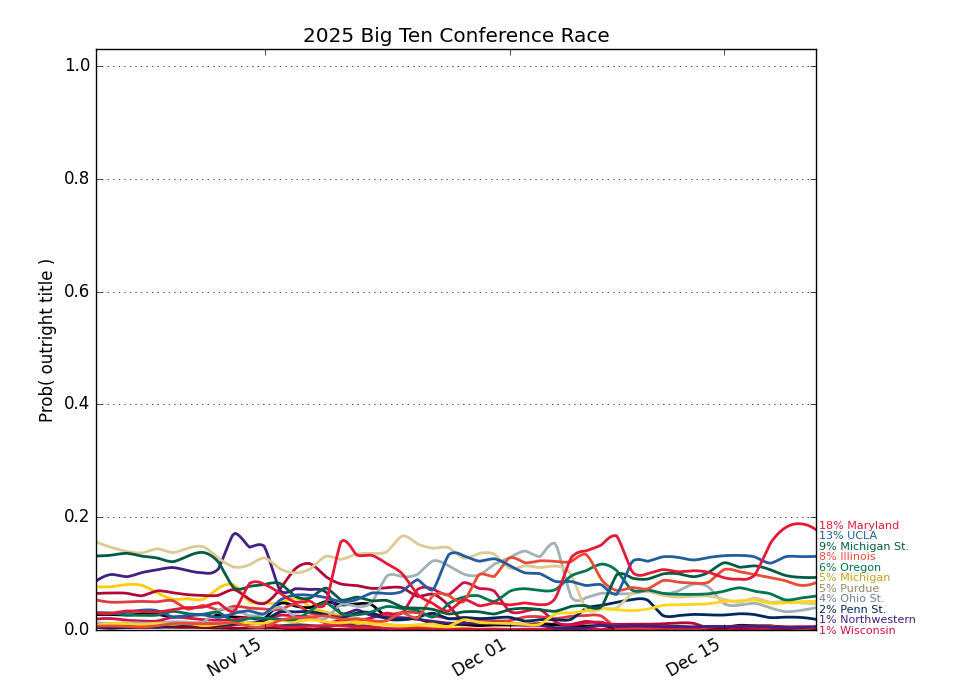 2025 Big Ten Conference Race
Prob( outright title )
1.0
0.8
0.6
0.4
0.2
0.0
Nov 15
Dec 01
Dec 15
18% Maryland
13% UCLA
9% Michigan St.
8% Illinois
6% Oregon
5% Michigan
5% Purdue
4% Ohio St.
2% Penn St.
1% Northwestern
1% Wisconsin